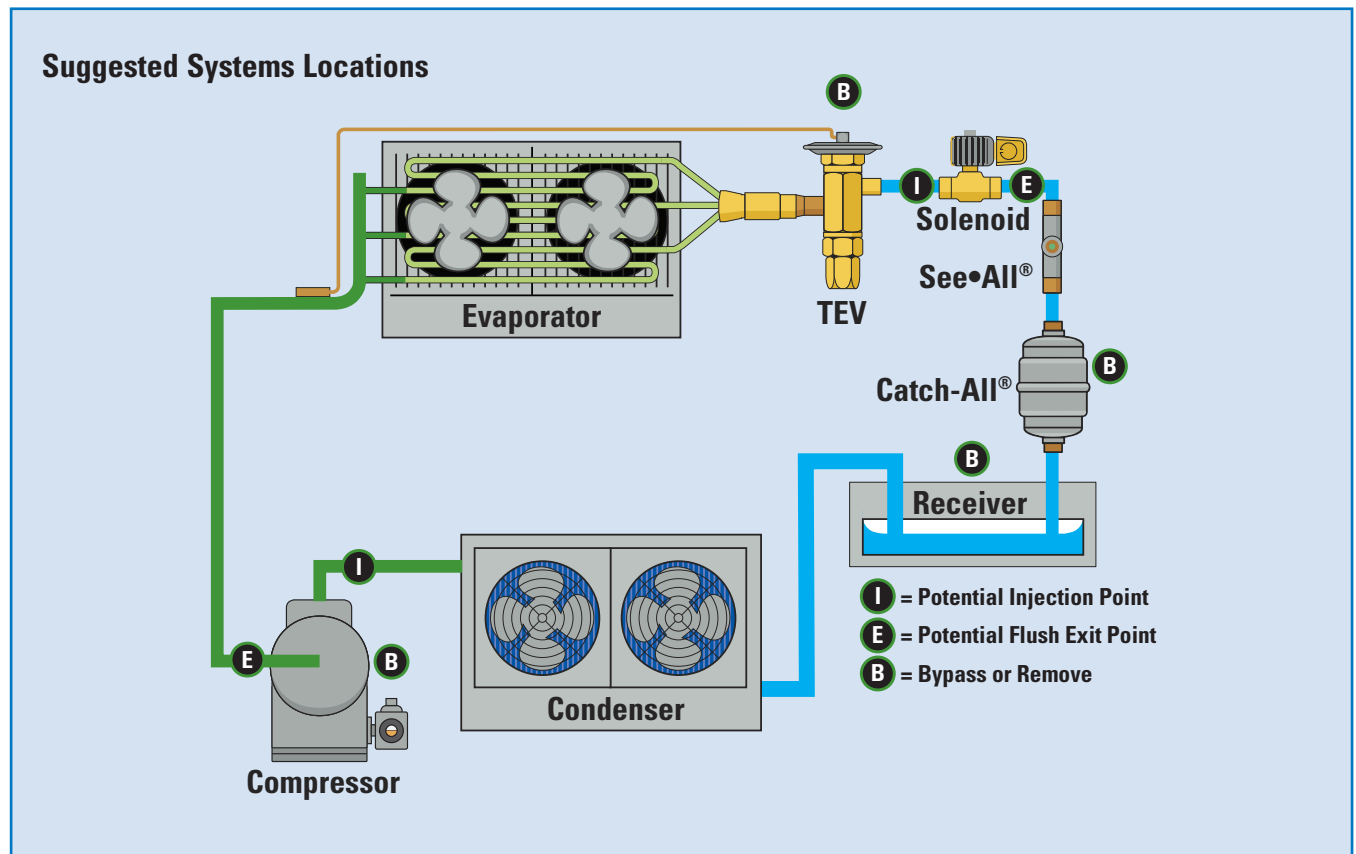 Suggested Systems Locations
B
I
E
Solenoid
See•All®
Evaporator
TEV
B
Catch-All®
B
Receiver
I
I = Potential Injection Point
E = Potential Flush Exit Point
E
B
B = Bypass or Remove
Condenser
Compressor